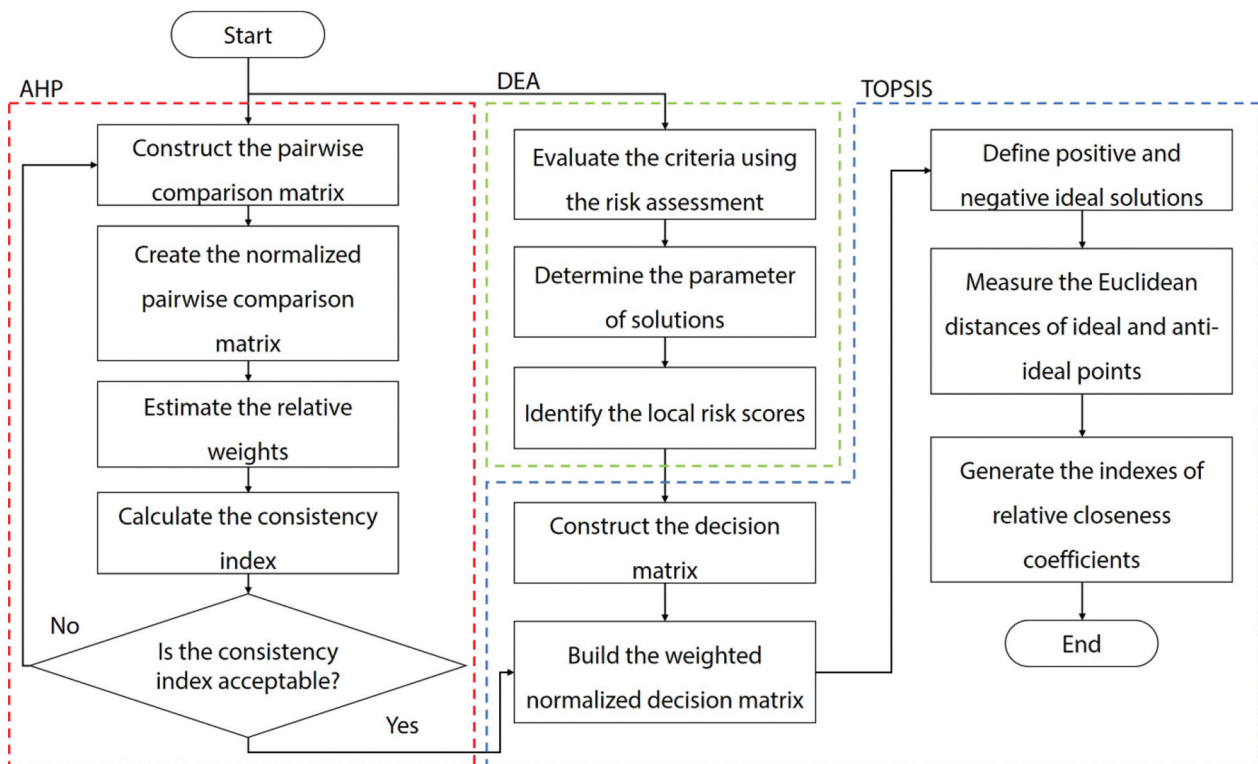 Start
AHP
DEA
TOPSIS
Construct the pairwise
comparison matrix
Create the normalized
pairwise comparison
matrix
Estimate the relative
weights
Calculate the consistency
index
No
Is the consistency
index acceptable?
Yes
Evaluate the criteria using
the risk assessment
Determine the parameter
of solutions
Identify the local risk scores
Construct the decision
matrix
Build the weighted
normalized decision matrix
Define positive and
negative ideal solutions
Measure the Euclidean
distances of ideal and anti-
ideal points
Generate the indexes of
relative closeness
coefficients
End